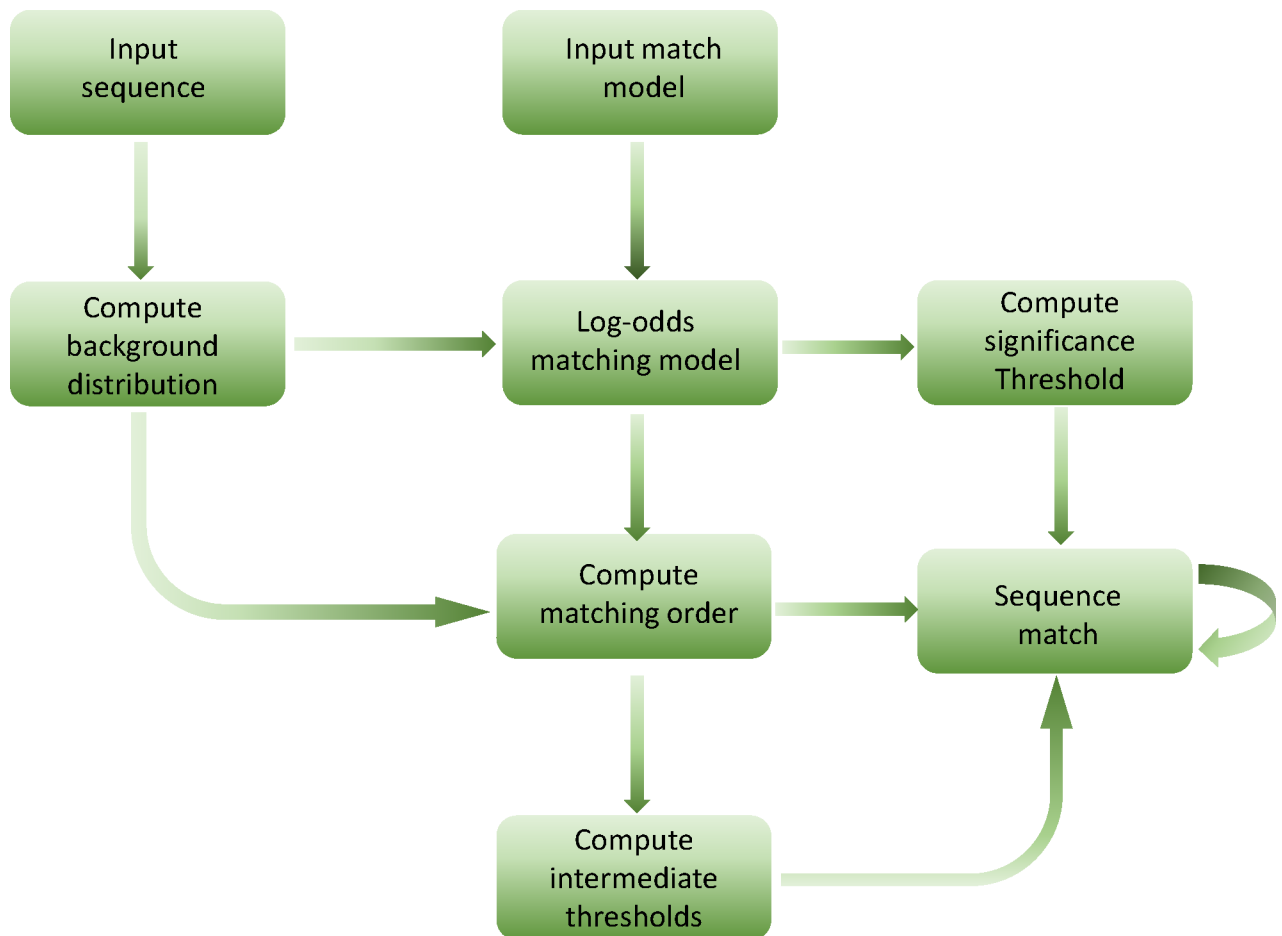 Input
sequence
Input match
model
Compute
background
distribution
Log-odds
matching model
Compute
significance
Threshold
Compute
matching order
Sequence
match
Compute
intermediate
thresholds